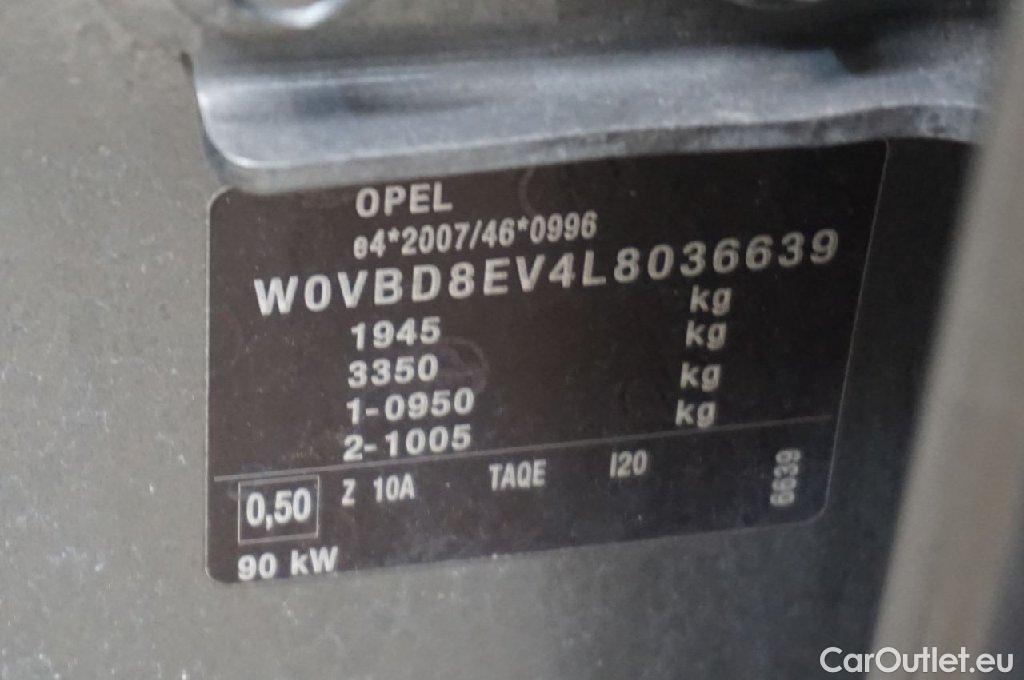 OPEL
e4*2007/46*0996
W0VBD8EV4L8036639
1945 kg
3350 kg
1-0950 kg
2-1005 kg
0,50 Z 10A TAQE I20 6639
90 kW
CarOutlet.eu